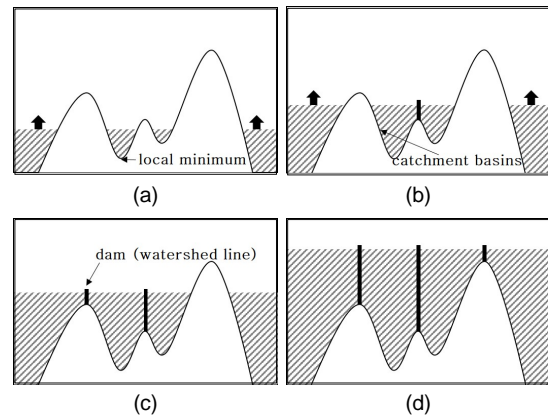 local minimum
(a)
catchment basins
(b)
dam (watershed line)
(c)
(d)